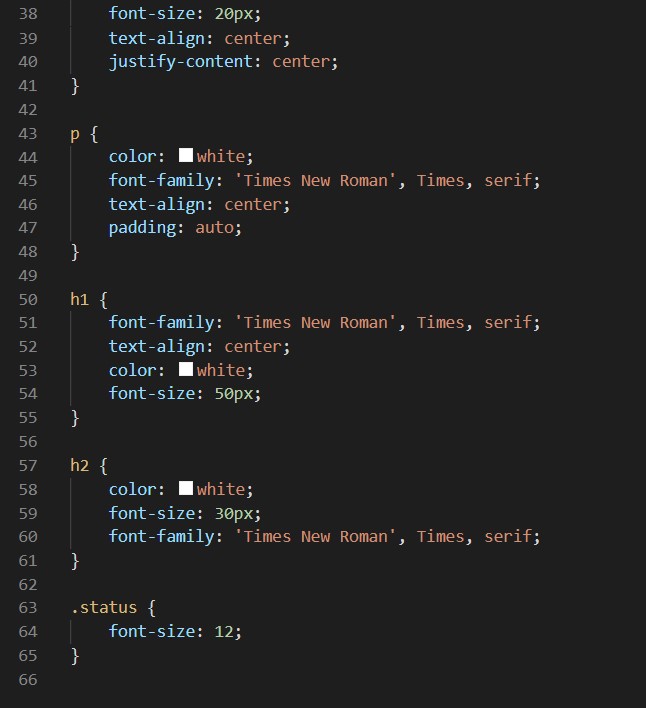 38 font-size: 20px;
39 text-align: center;
40 justify-content: center;
41 }
42
43 p {
44 color: white;
45 font-family: 'Times New Roman', Times, serif;
46 text-align: center;
47 padding: auto;
48 }
49
50 h1 {
51 font-family: 'Times New Roman', Times, serif;
52 text-align: center;
53 color: white;
54 font-size: 50px;
55 }
56
57 h2 {
58 color: white;
59 font-size: 30px;
60 font-family: 'Times New Roman', Times, serif;
61 }
62
63 .status {
64 font-size: 12;
65 }
66